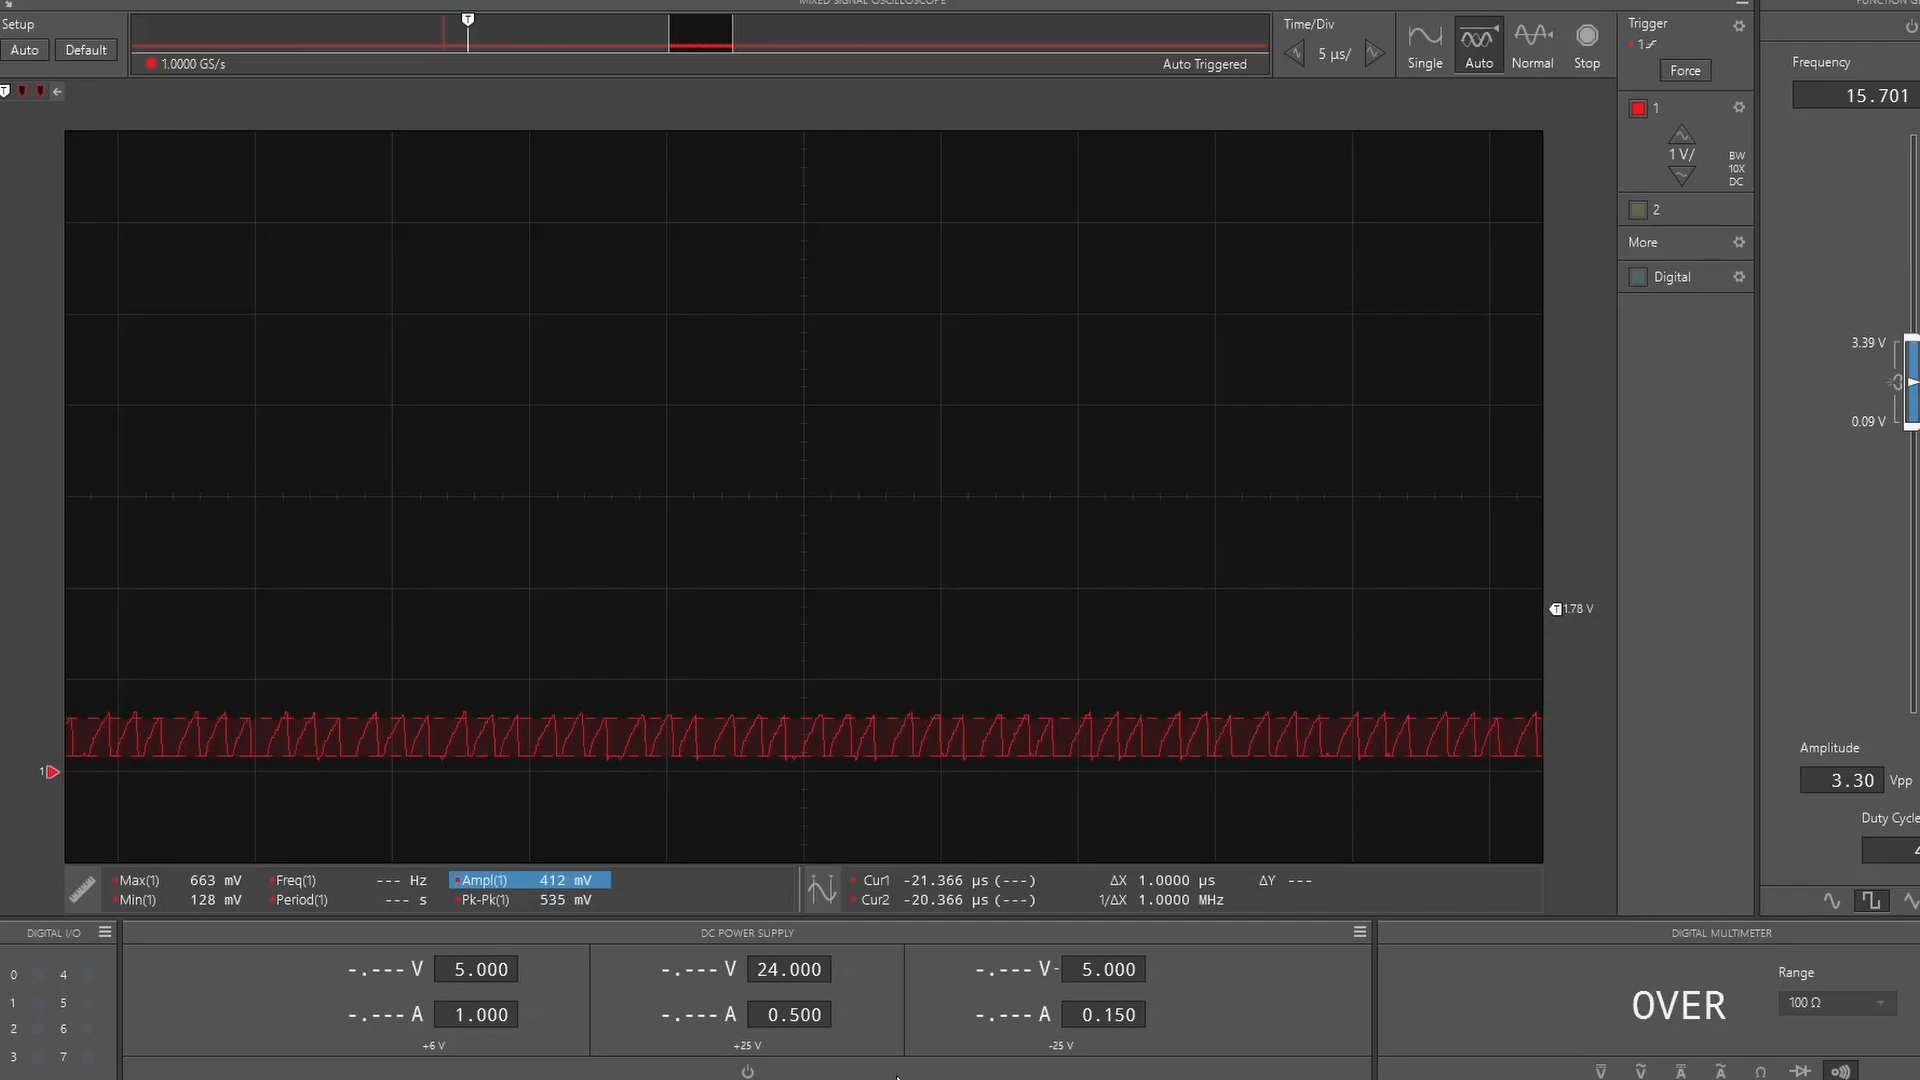 MIXED SIGNAL OSCILLOSCOPE
Setup
Auto Default
T
1.0000 GS/s
Auto Triggered
Time/Div
5 µs/
Single Auto Normal Stop
Trigger
1
Force
1
1 V/
BW
10X
DC
2
More
Digital
Frequency
15.701
3.39 V
0.09 V
T 1.78 V
1
Amplitude
3.30 Vpp
Duty Cycle
Max(1) 663 mV Freq(1) --- Hz Ampl(1) 412 mV
Min(1) 128 mV Period(1) --- s Pk-Pk(1) 535 mV
Cur1 -21.366 µs (---) ΔX 1.0000 µs ΔY ---
Cur2 -20.366 µs (---) 1/ΔX 1.0000 MHz
DIGITAL I/O
0 4
1 5
2 6
3 7
DC POWER SUPPLY
-.--- V 5.000 -.--- V 24.000 -.--- V- 5.000
-.--- A 1.000 -.--- A 0.500 -.--- A 0.150
+6 V +25 V -25 V
DIGITAL MULTIMETER
OVER
Range
100 Ω
V V A A Ω